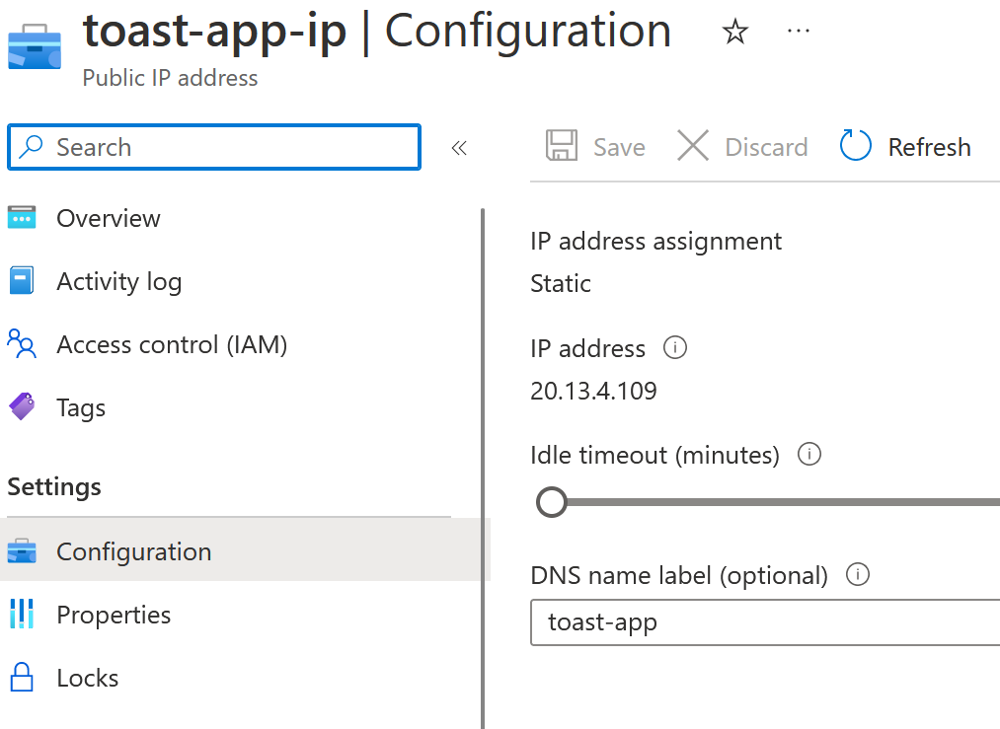 toast-app-ip | Configuration
Public IP address
Search
Save
Discard
Refresh
Overview
Activity log
Access control (IAM)
Tags
Settings
Configuration
Properties
Locks
IP address assignment
Static
IP address
20.13.4.109
Idle timeout (minutes)
DNS name label (optional)
toast-app